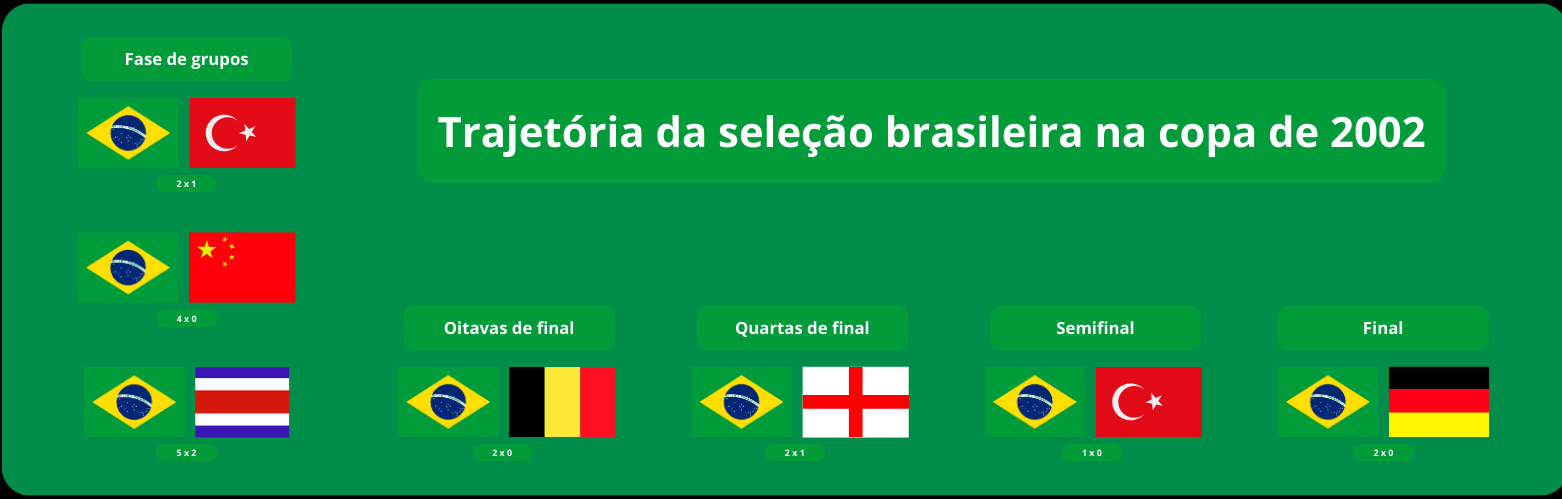 Fase de grupos
Trajetória da seleção brasileira na copa de 2002
2 x 1
4 x 0
Oitavas de final
Quartas de final
Semifinal
Final
5 x 2
2 x 0
2 x 1
1 x 0
2 x 0